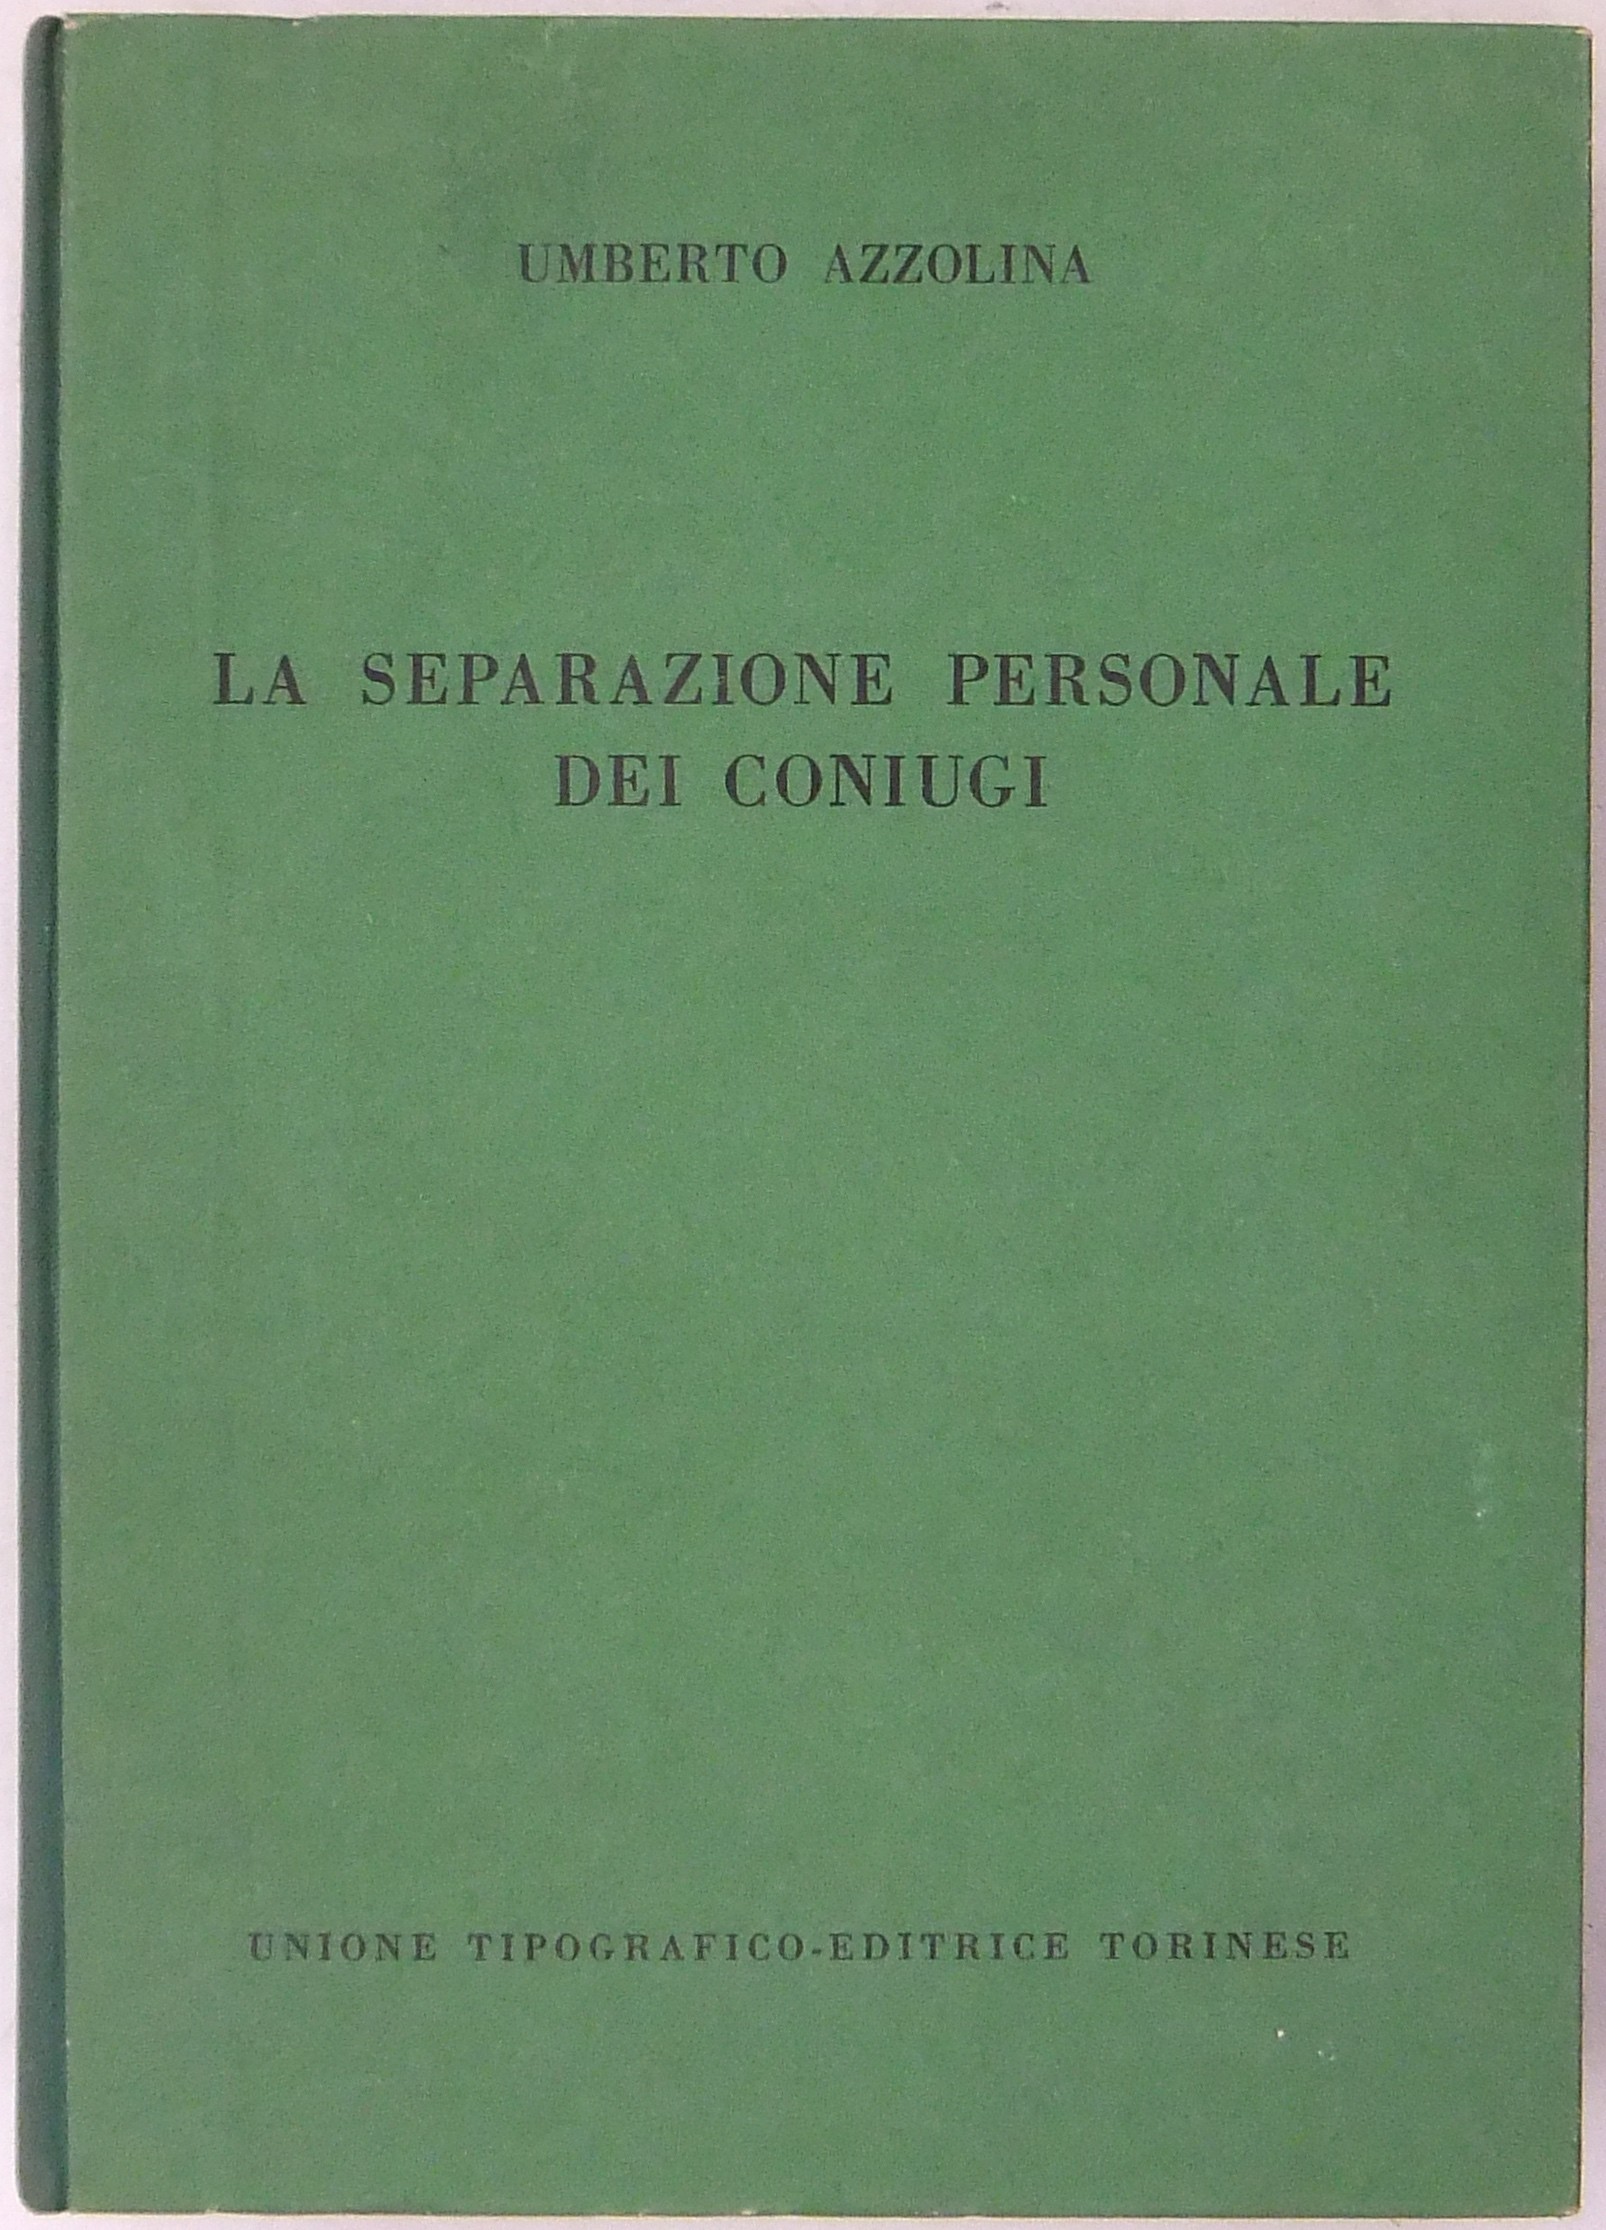 UMBERTO AZZOLINA
LA SEPARAZIONE PERSONALE
DEI CONIUGI
UNIONE TIPOGRAFICO-EDITRICE TORINESE